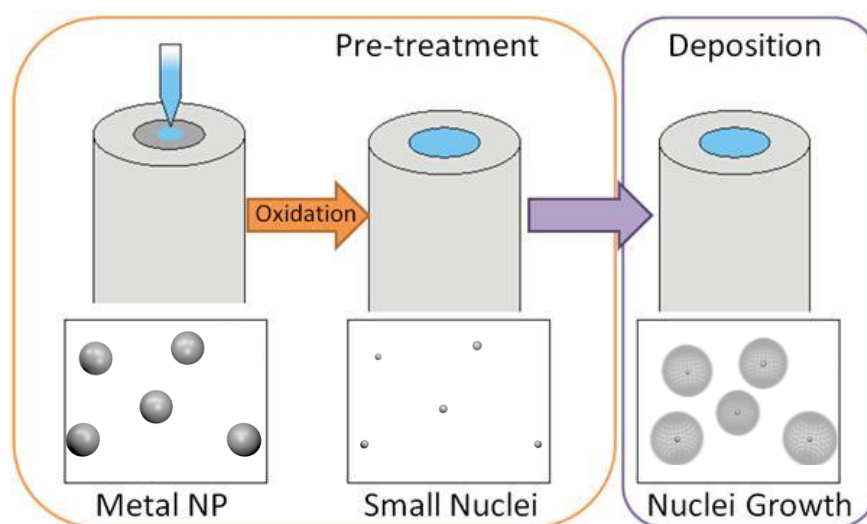 Pre-treatment
Deposition
Oxidation
Metal NP
Small Nuclei
Nuclei Growth